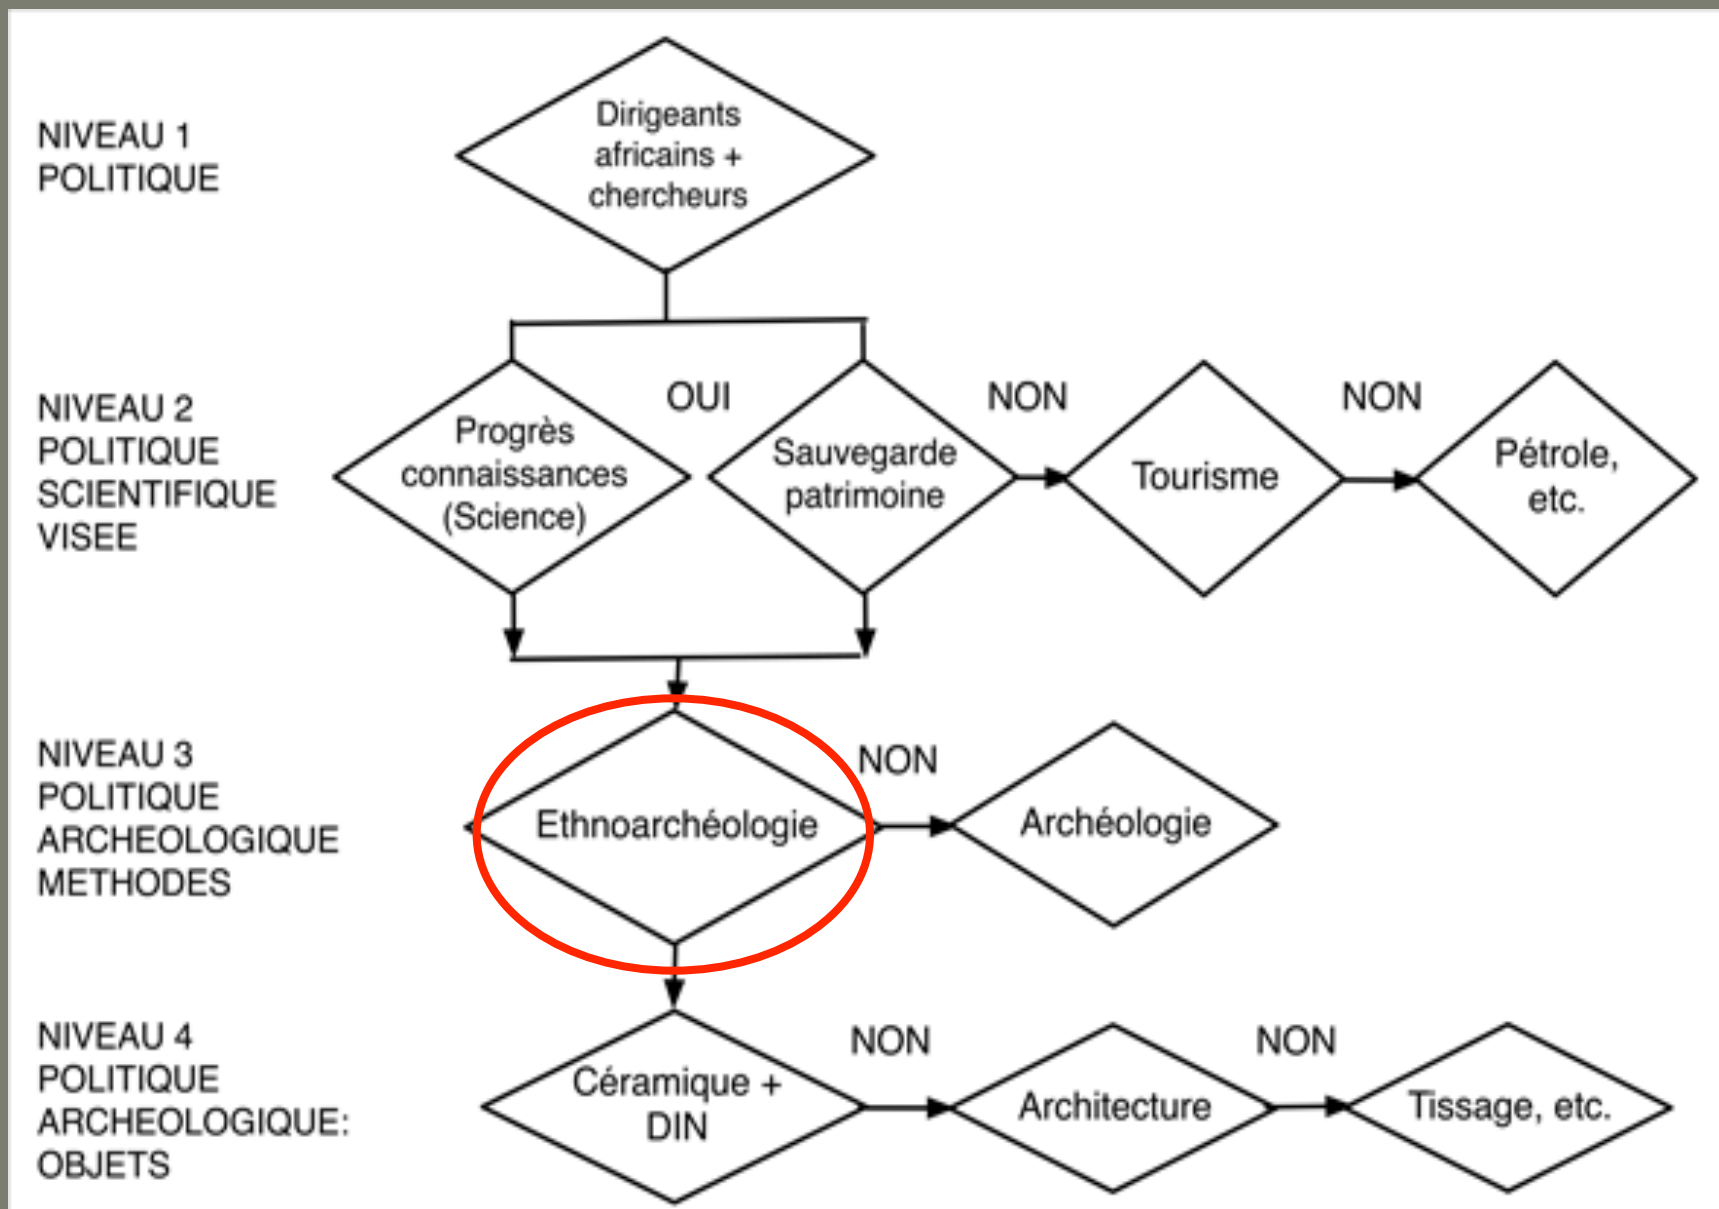 NIVEAU 1
POLITIQUE
Dirigeants
africains +
chercheurs
NIVEAU 2
POLITIQUE
SCIENTIFIQUE
VISEE
Progrès
connaissances
(Science)
OUI
Sauvegarde
patrimoine
NON
Tourisme
NON
Pétrole,
etc.
NIVEAU 3
POLITIQUE
ARCHEOLOGIQUE
METHODES
Ethnoarchéologie
NON
Archéologie
NIVEAU 4
POLITIQUE
ARCHEOLOGIQUE:
OBJETS
Céramique +
DIN
NON
Architecture
NON
Tissage, etc.